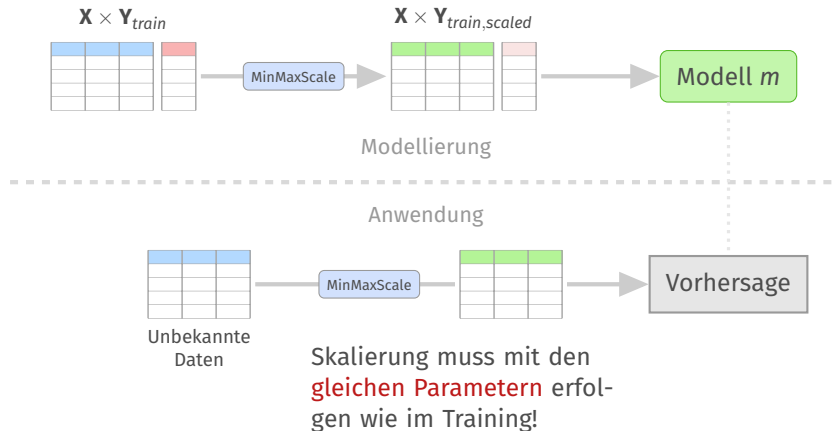 X × Y_train
X × Y_train,scaled
MinMaxScale
Modell m
Modellierung
Anwendung
MinMaxScale
Vorhersage
Unbekannte
Daten
Skalierung muss mit den
gleichen Parametern erfol-
gen wie im Training!